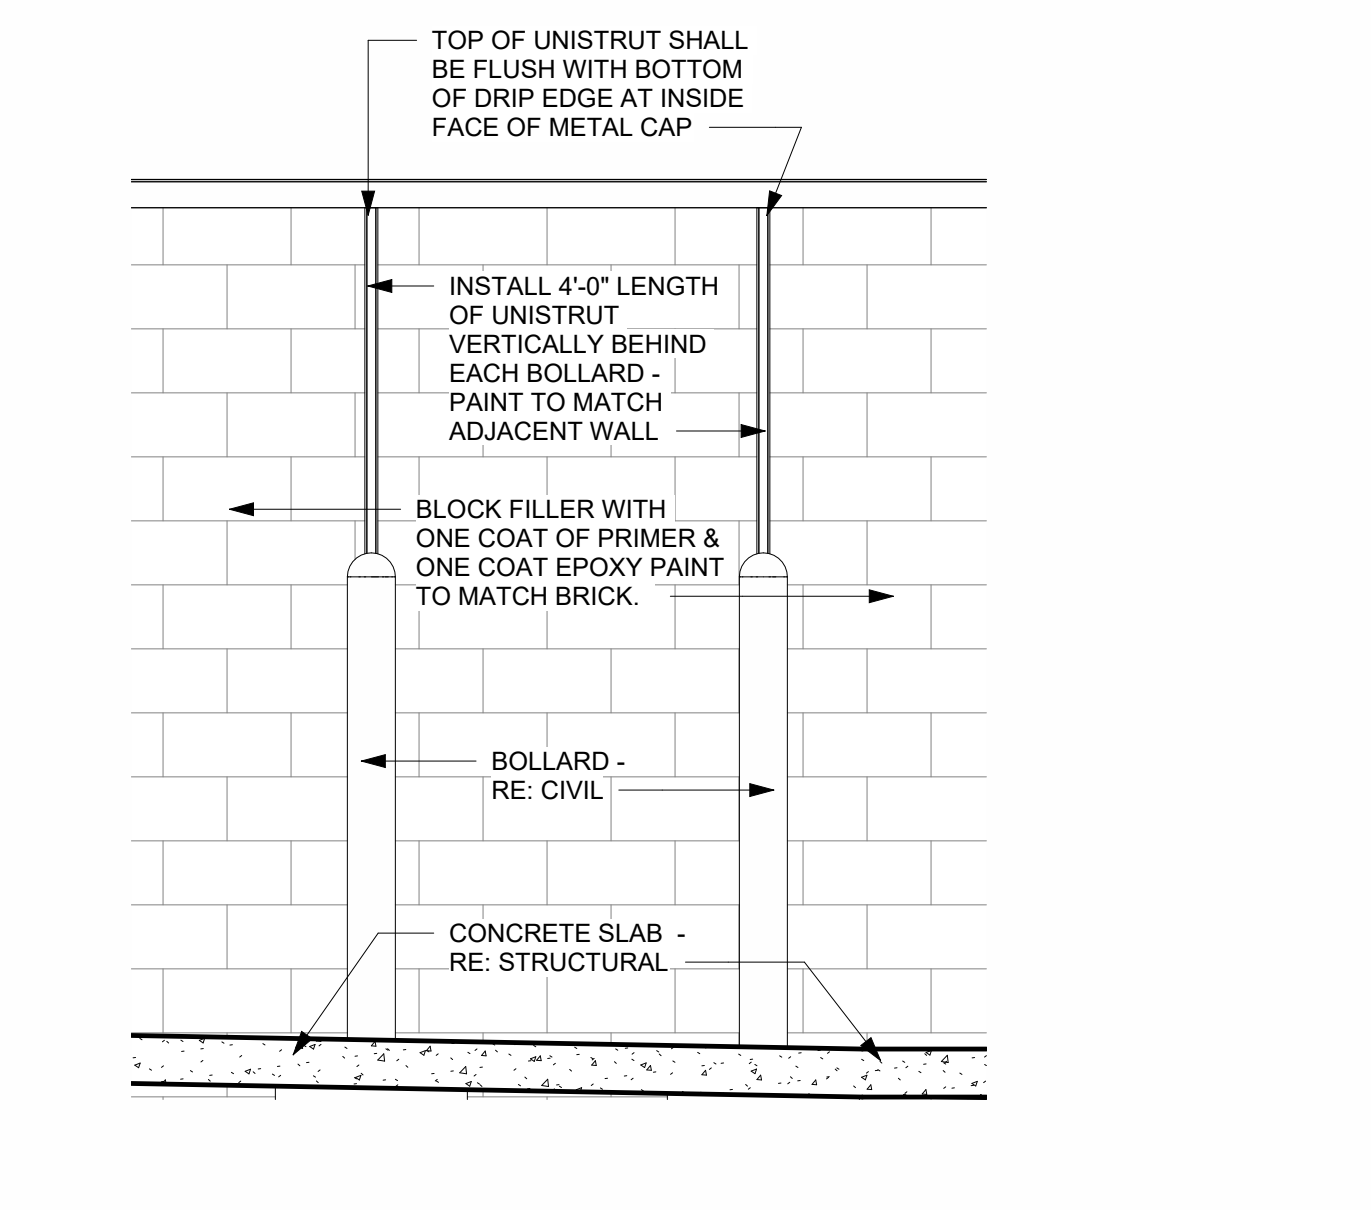 TOP OF UNISTRUT SHALL
BE FLUSH WITH BOTTOM
OF DRIP EDGE AT INSIDE
FACE OF METAL CAP
INSTALL 4'-0" LENGTH
OF UNISTRUT
VERTICALLY BEHIND
EACH BOLLARD -
PAINT TO MATCH
ADJACENT WALL
BLOCK FILLER WITH
ONE COAT OF PRIMER &
ONE COAT EPOXY PAINT
TO MATCH BRICK.
BOLLARD -
RE: CIVIL
CONCRETE SLAB -
RE: STRUCTURAL